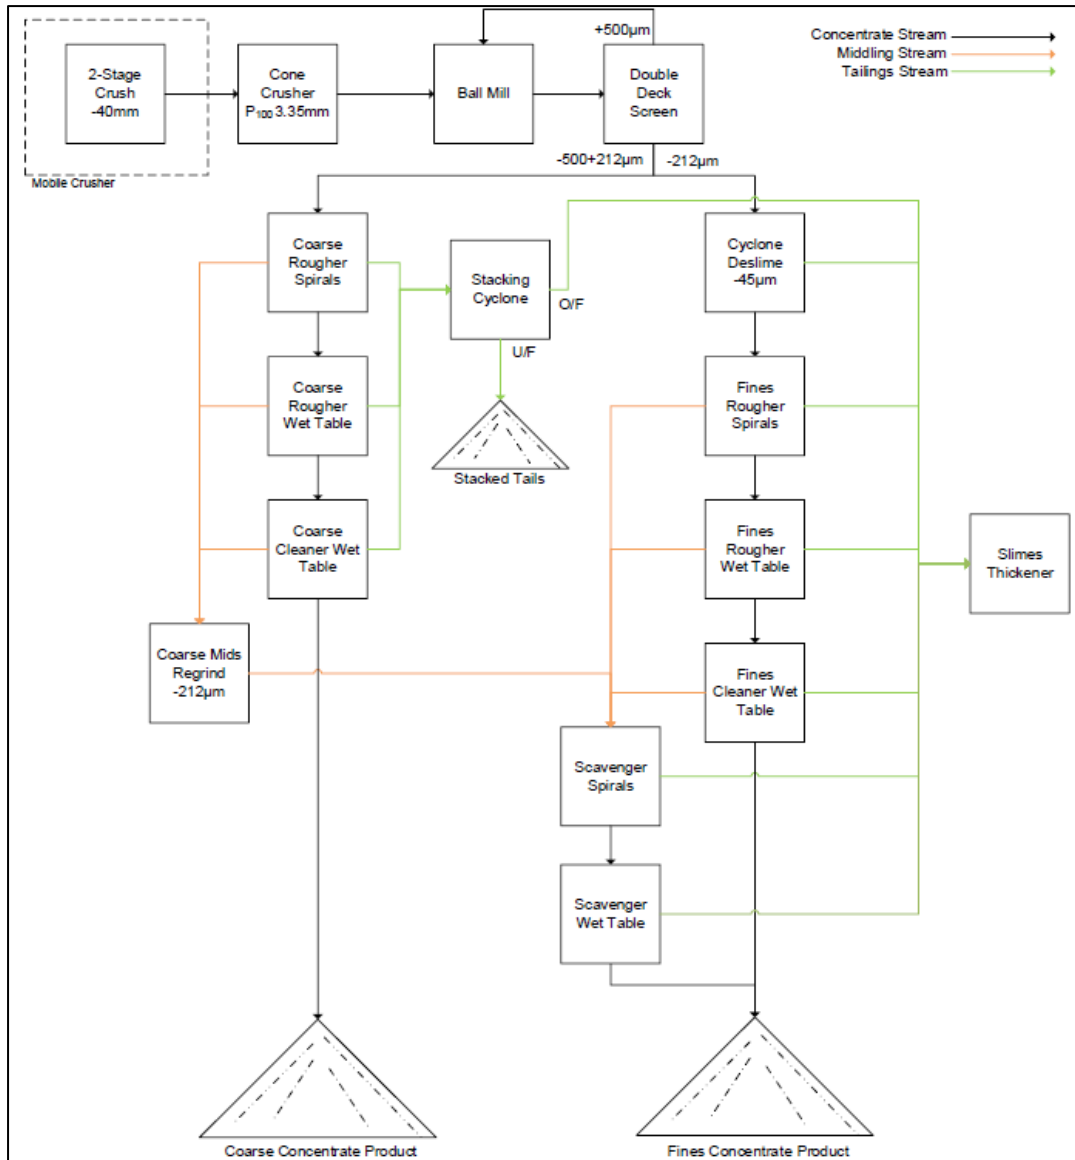 +500µm
Concentrate Stream
Middling Stream
Tailings Stream
2-Stage
Crush
-40mm
Cone
Crusher
P100 3.35mm
Ball Mill
Double
Deck
Screen
Mobile Crusher
-500+212µm
-212µm
Coarse
Rougher
Spirals
Stacking
Cyclone
O/F
U/F
Cyclone
Deslime
-45µm
Coarse
Rougher
Wet Table
Stacked Tails
Fines
Rougher
Spirals
Coarse
Cleaner Wet
Table
Fines
Rougher
Wet Table
Slimes
Thickener
Coarse Mids
Regrind
-212µm
Fines
Cleaner Wet
Table
Scavenger
Spirals
Scavenger
Wet Table
Coarse Concentrate Product
Fines Concentrate Product